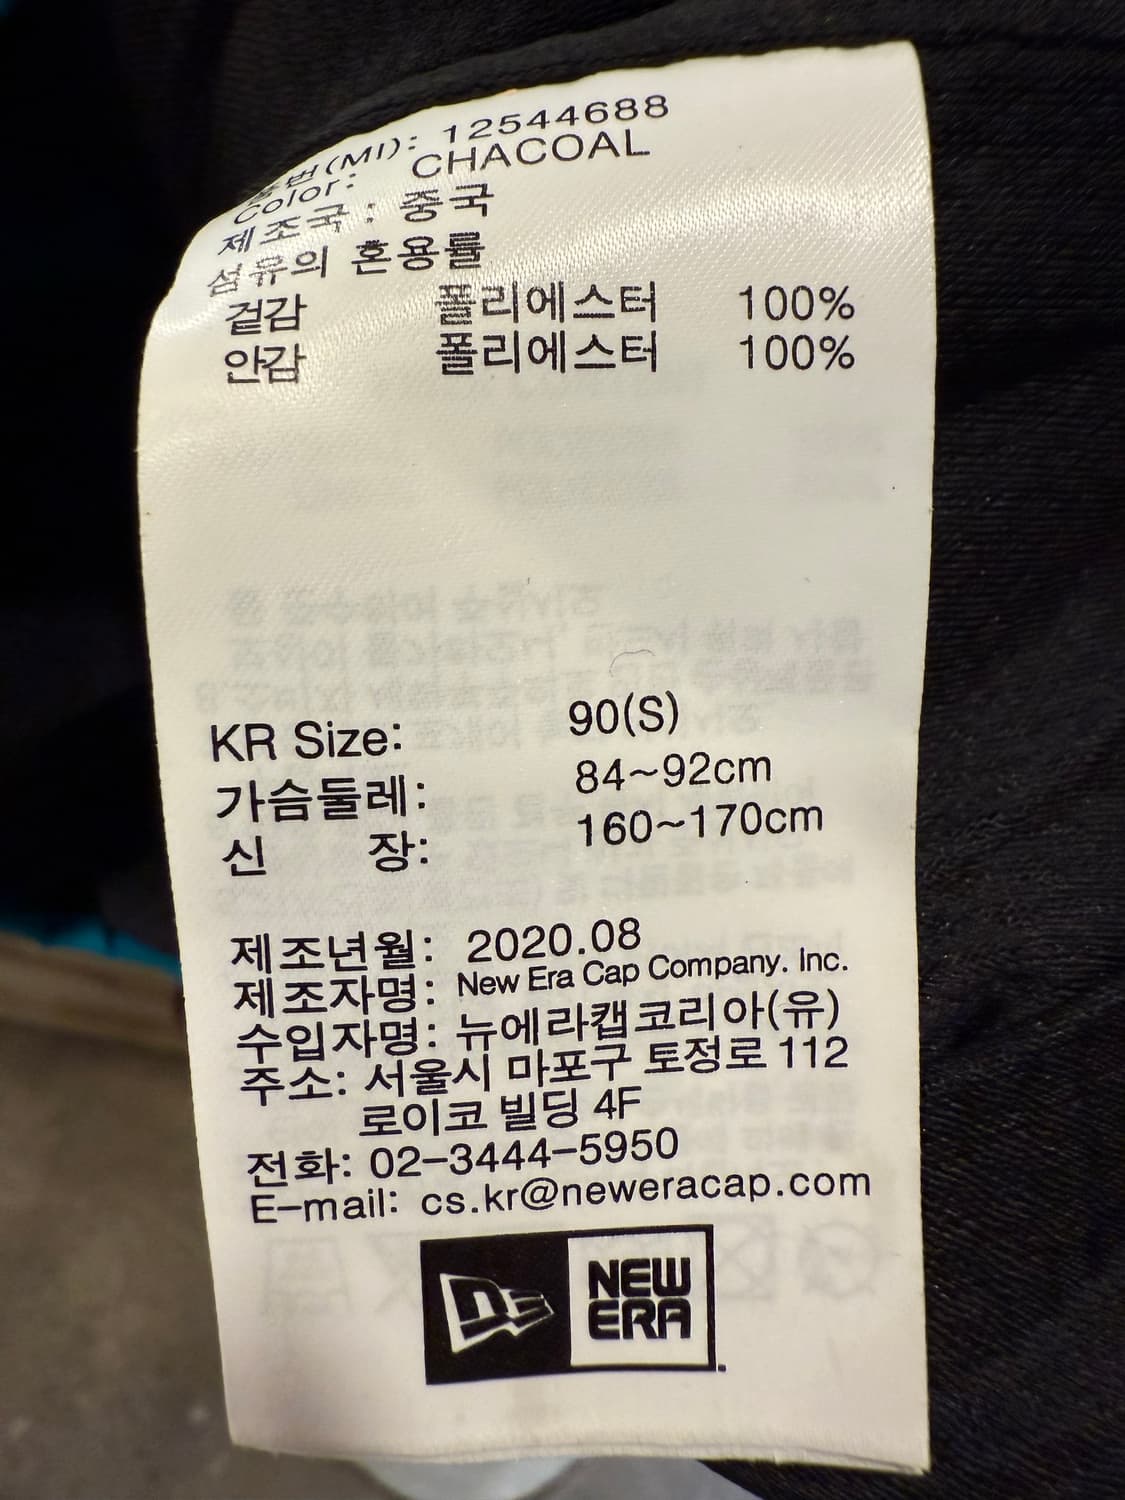 품번(MI): 12544688
Color: CHACOAL
제조국: 중국
섬유의 혼용률
겉감 폴리에스터 100%
안감 폴리에스터 100%
KR Size: 90(S)
가슴둘레: 84~92cm
신 장: 160~170cm
제조년월: 2020.08
제조자명: New Era Cap Company. Inc.
수입자명: 뉴에라캡코리아(유)
주소: 서울시 마포구 토정로 112
로이코 빌딩 4F
전화: 02-3444-5950
E-mail: cs.kr@neweracap.com
NEW
ERA